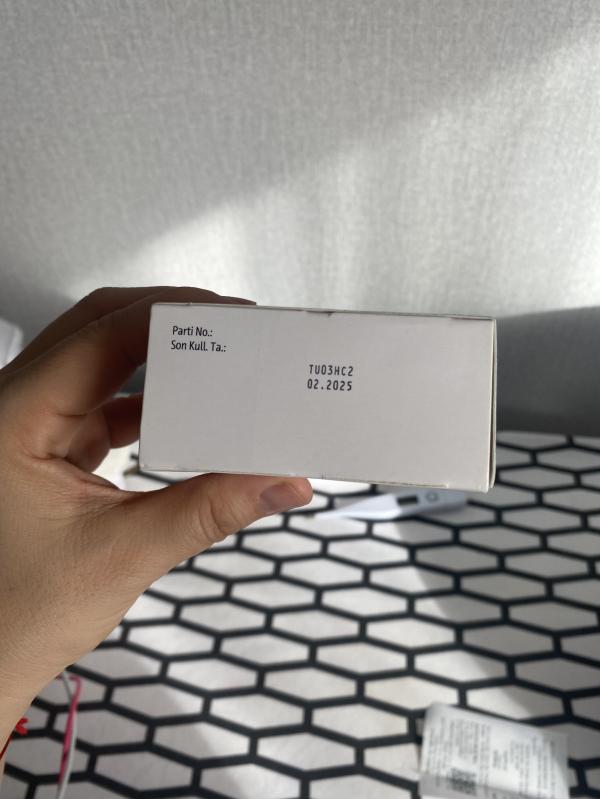 Parti No.:
Son Kull. Ta.:
TU03HC2
02.2025